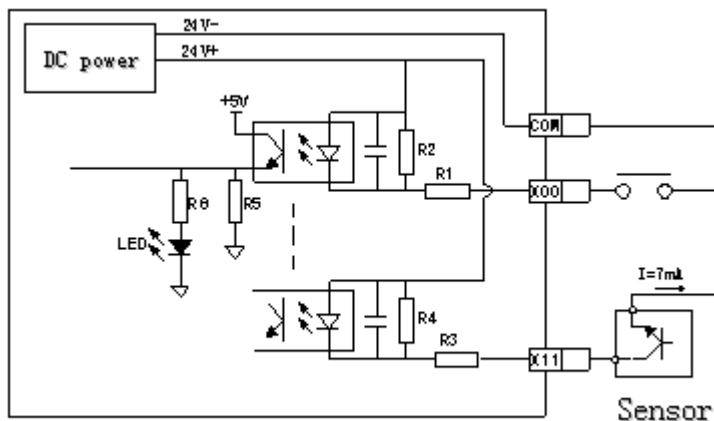 24V-
DC power
24V+
+5V
COM
R2
R1
X00
R6
R5
LED
I=7mA
R4
R3
X11
Sensor